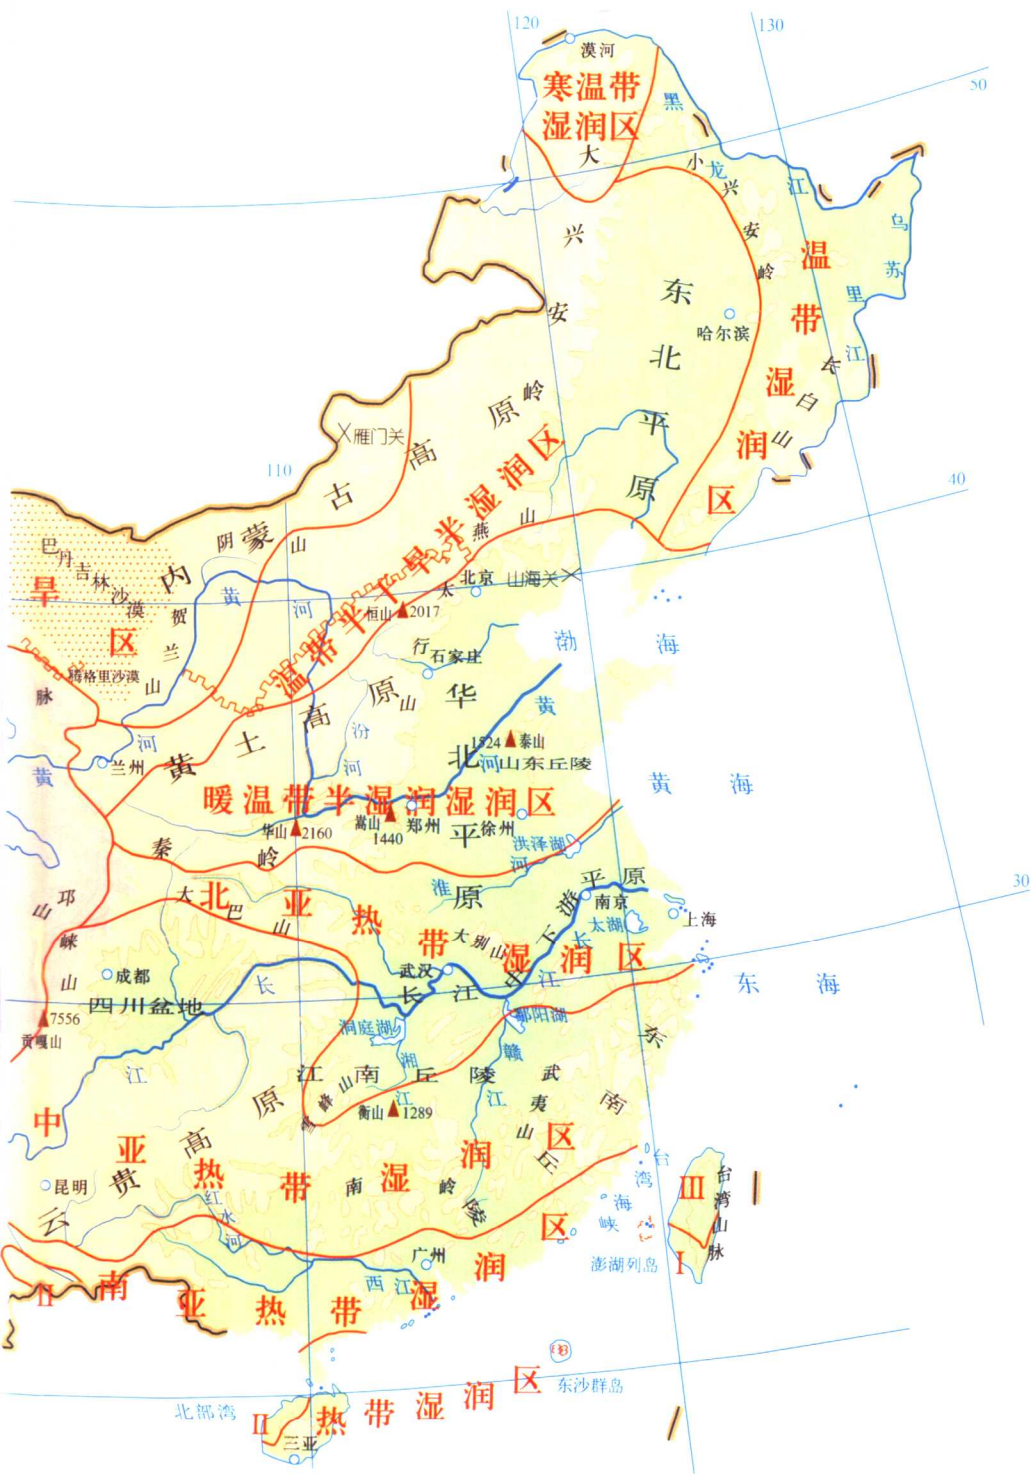 120
130
漠河
50
寒温带
湿润区
黑龙江
大兴安岭
小兴安岭
乌苏里江
温带湿润区
东北平原
哈尔滨
长白山
40
110
雁门关
内蒙古高原
阴山
燕山
温带半干旱半湿润区
巴丹吉林沙漠
旱区
腾格里沙漠
贺兰山
黄河
恒山
2017
太行山
北京
山海关
石家庄
渤海
黄土高原
汾河
华北平原
黄河
1524
泰山
山东丘陵
脉
黄河
兰州
黄海
暖温带半湿润湿润区
华山
2160
嵩山
1440
郑州
徐州
洪泽湖
秦岭
淮河
30
北亚热带湿润区
大巴山
大别山
长江中下游平原
南京
太湖
上海
邛崃山
山
成都
四川盆地
长江
武汉
长江
东海
7556
贡嘎山
洞庭湖
鄱阳湖
江
湘江
赣江
江南丘陵
雪峰山
衡山
1289
武夷山
东南丘陵
中亚热带湿润区
云贵高原
昆明
南岭
红水河
台湾海峡
III
台湾山脉
I
澎湖列岛
广州
西江
II
南亚热带湿润区
东沙群岛
北部湾
II
热带湿润区
三亚